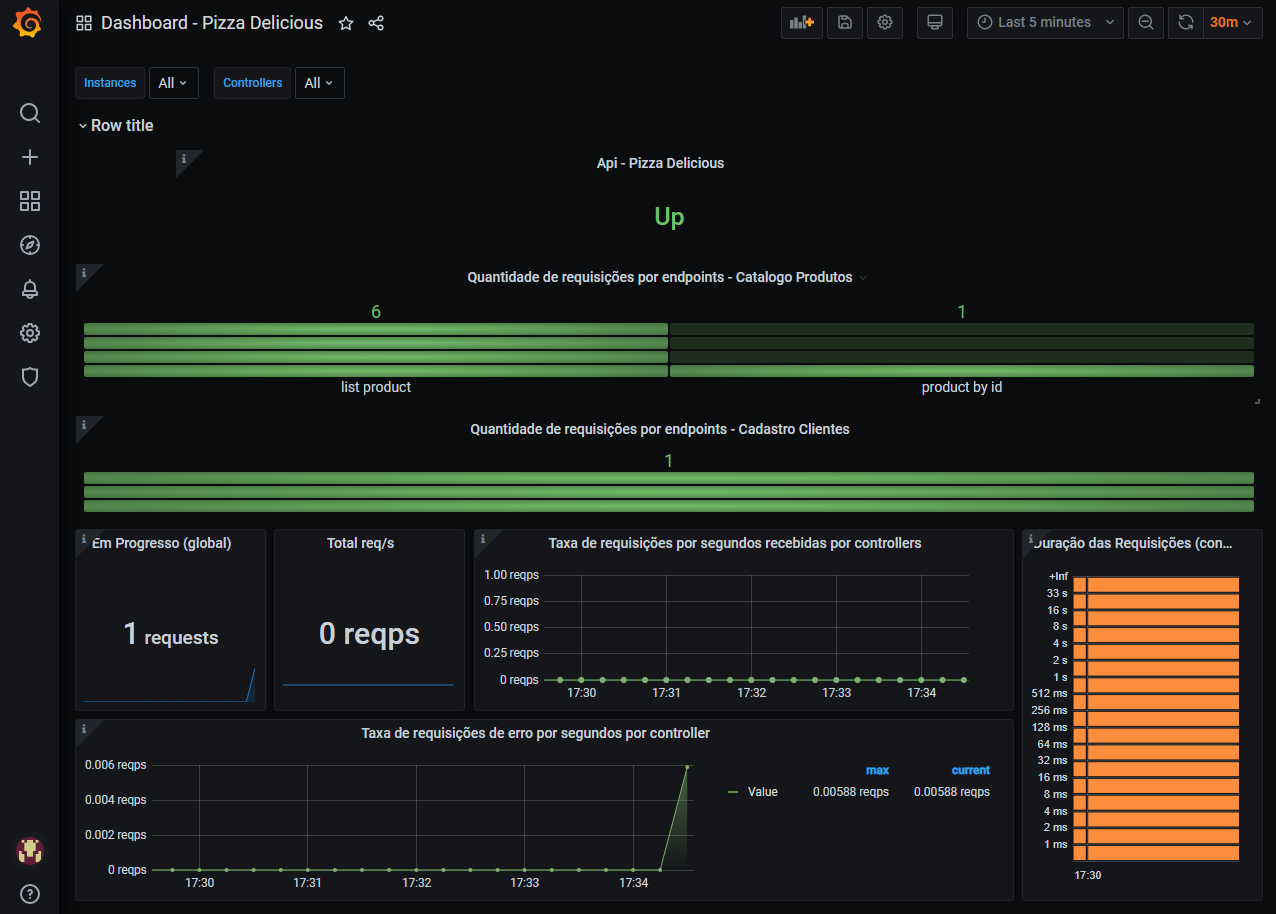 Dashboard - Pizza Delicious
Last 5 minutes
30m
Instances All Controllers All
Row title
i
Api - Pizza Delicious
Up
i
Quantidade de requisições por endpoints - Catalogo Produtos
6 1
list product product by id
i
Quantidade de requisições por endpoints - Cadastro Clientes
1
i
Em Progresso (global)
1 requests
Total req/s
0 reqps
i
Taxa de requisições por segundos recebidas por controllers
1.00 reqps
0.75 reqps
0.50 reqps
0.25 reqps
0 reqps
17:30 17:31 17:32 17:33 17:34
i
Duração das Requisições (con...
+Inf
33 s
16 s
8 s
4 s
2 s
1 s
512 ms
256 ms
128 ms
64 ms
32 ms
16 ms
8 ms
4 ms
2 ms
1 ms
17:30
i
Taxa de requisições de erro por segundos por controller
0.006 reqps
0.004 reqps
0.002 reqps
0 reqps
17:30 17:31 17:32 17:33 17:34
max current
Value 0.00588 reqps 0.00588 reqps
?